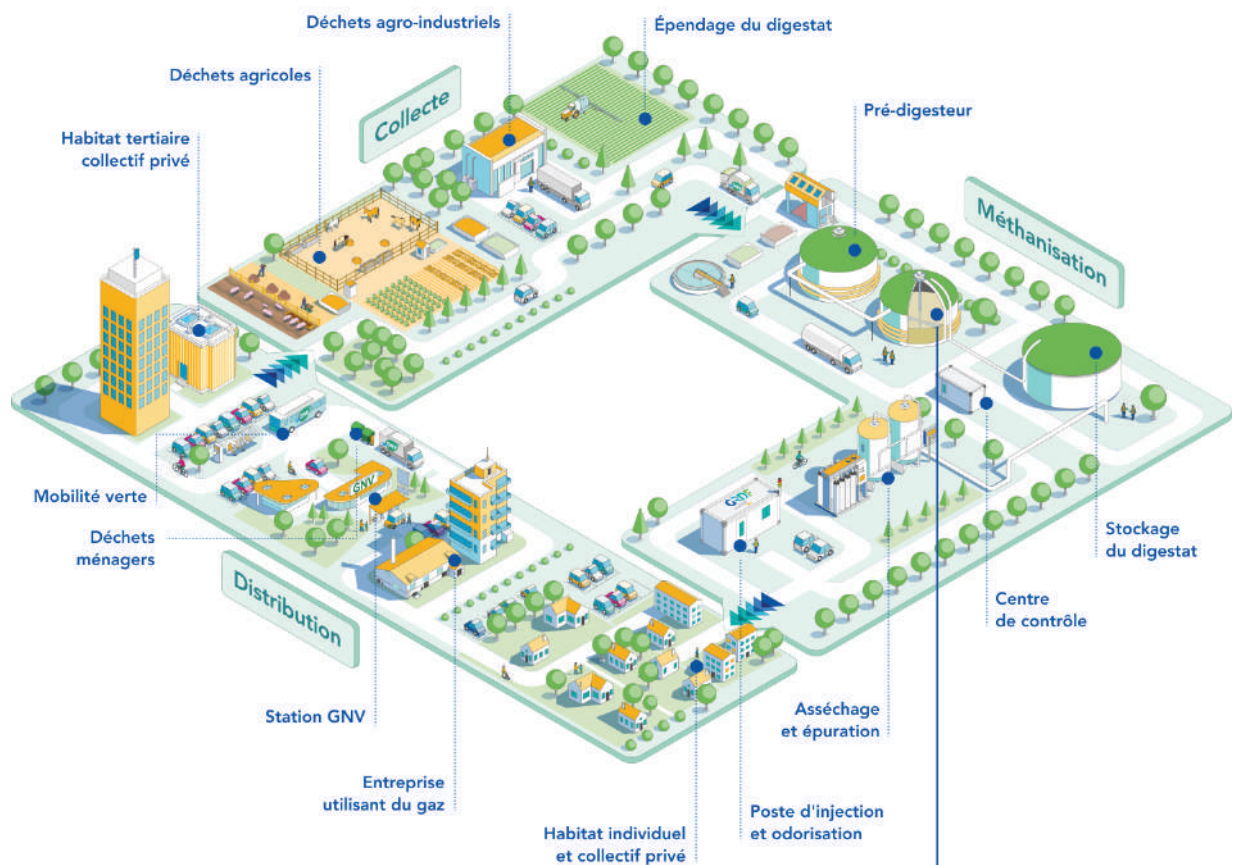 Déchets agro-industriels
Épendage du digestat
Déchets agricoles
Collecte
Pré-digesteur
Habitat tertiaire
collectif privé
Méthanisation
Mobilité verte
GNV
Déchets
ménagers
Stockage
du digestat
Distribution
Centre
de contrôle
Station GNV
Asséchage
et épuration
Entreprise
utilisant du gaz
Poste d'injection
et odorisation
Habitat individuel
et collectif privé